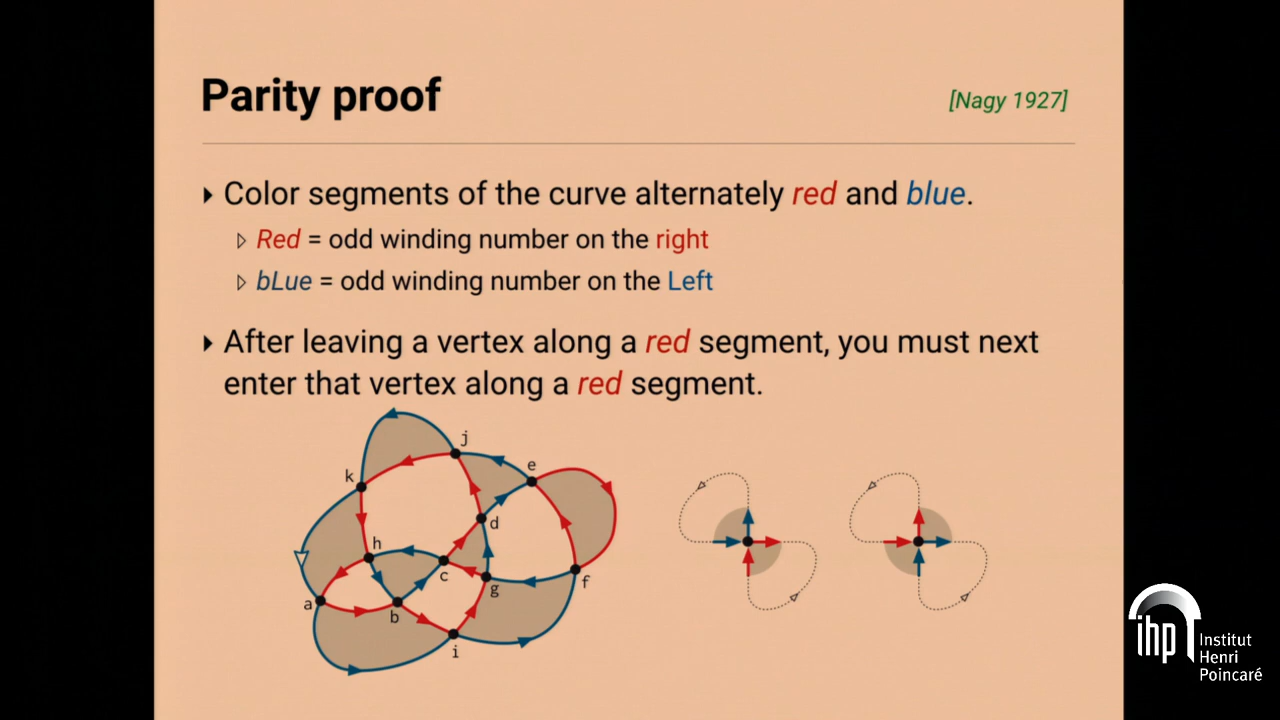 Parity proof
[Nagy 1927]
Color segments of the curve alternately red and blue.
Red = odd winding number on the right
bLue = odd winding number on the Left
After leaving a vertex along a red segment, you must next
enter that vertex along a red segment.
j
e
k
d
h
c
g
f
a
b
i
ihp
Institut
Henri
Poincaré